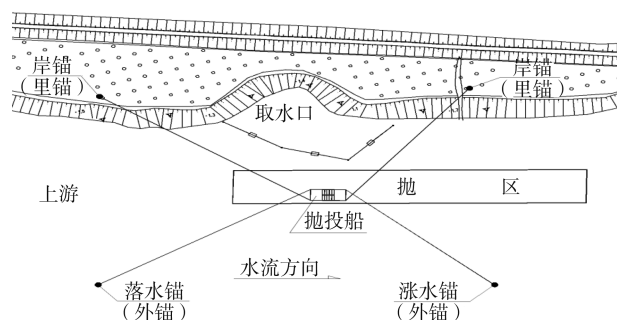 岸锚
（里锚）
岸锚
（里锚）
取水口
上游
抛 区
抛投船
水流方向
落水锚
（外锚）
涨水锚
（外锚）